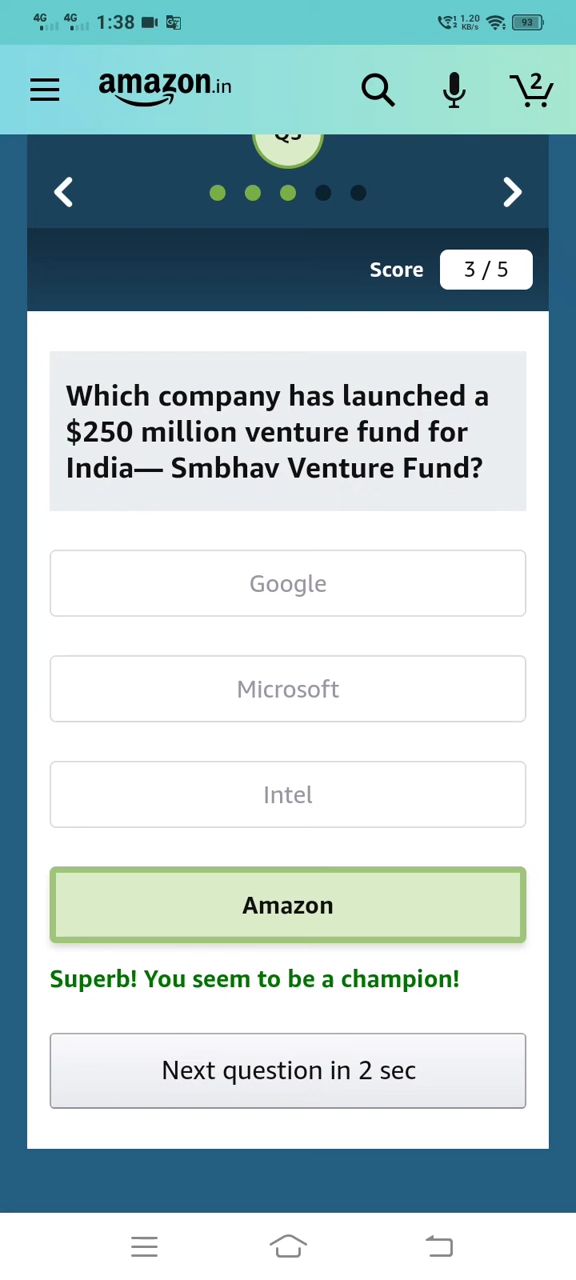 4G 4G 1:38 1.20 KB/s 93
amazon.in 2
Q3
Score 3 / 5
Which company has launched a
$250 million venture fund for
India— Smbhav Venture Fund?
Google
Microsoft
Intel
Amazon
Superb! You seem to be a champion!
Next question in 2 sec